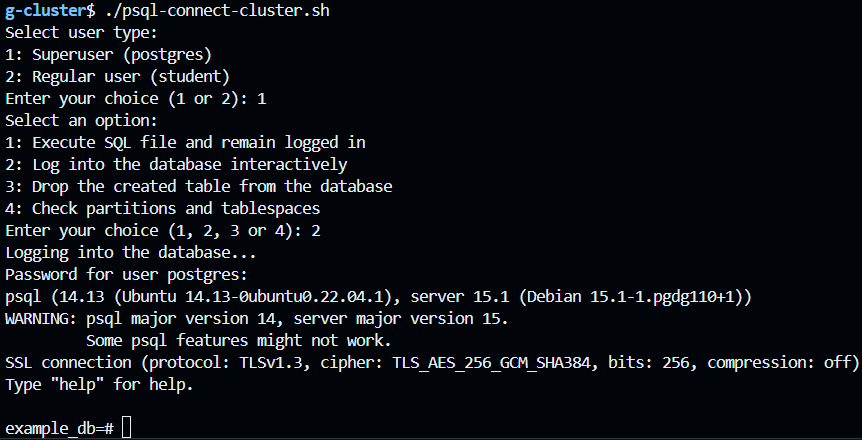 g-cluster$ ./psql-connect-cluster.sh
Select user type:
1: Superuser (postgres)
2: Regular user (student)
Enter your choice (1 or 2): 1
Select an option:
1: Execute SQL file and remain logged in
2: Log into the database interactively
3: Drop the created table from the database
4: Check partitions and tablespaces
Enter your choice (1, 2, 3 or 4): 2
Logging into the database...
Password for user postgres:
psql (14.13 (Ubuntu 14.13-0ubuntu0.22.04.1), server 15.1 (Debian 15.1-1.pgdg110+1))
WARNING: psql major version 14, server major version 15.
         Some psql features might not work.
SSL connection (protocol: TLSv1.3, cipher: TLS_AES_256_GCM_SHA384, bits: 256, compression: off)
Type "help" for help.
example_db=#